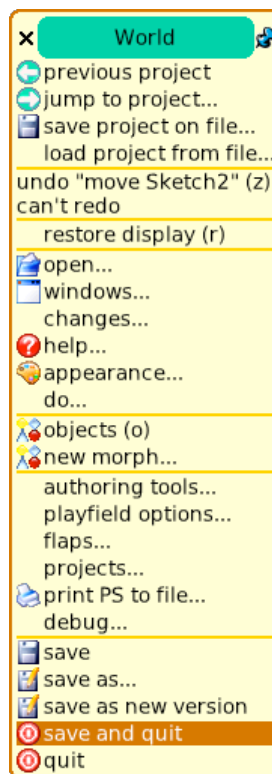 World
previous project
jump to project...
save project on file...
load project from file...
undo "move Sketch2" (z)
can't redo
restore display (r)
open...
windows...
changes...
help...
appearance...
do...
objects (o)
new morph...
authoring tools...
playfield options...
flaps...
projects...
print PS to file...
debug...
save
save as...
save as new version
save and quit
quit